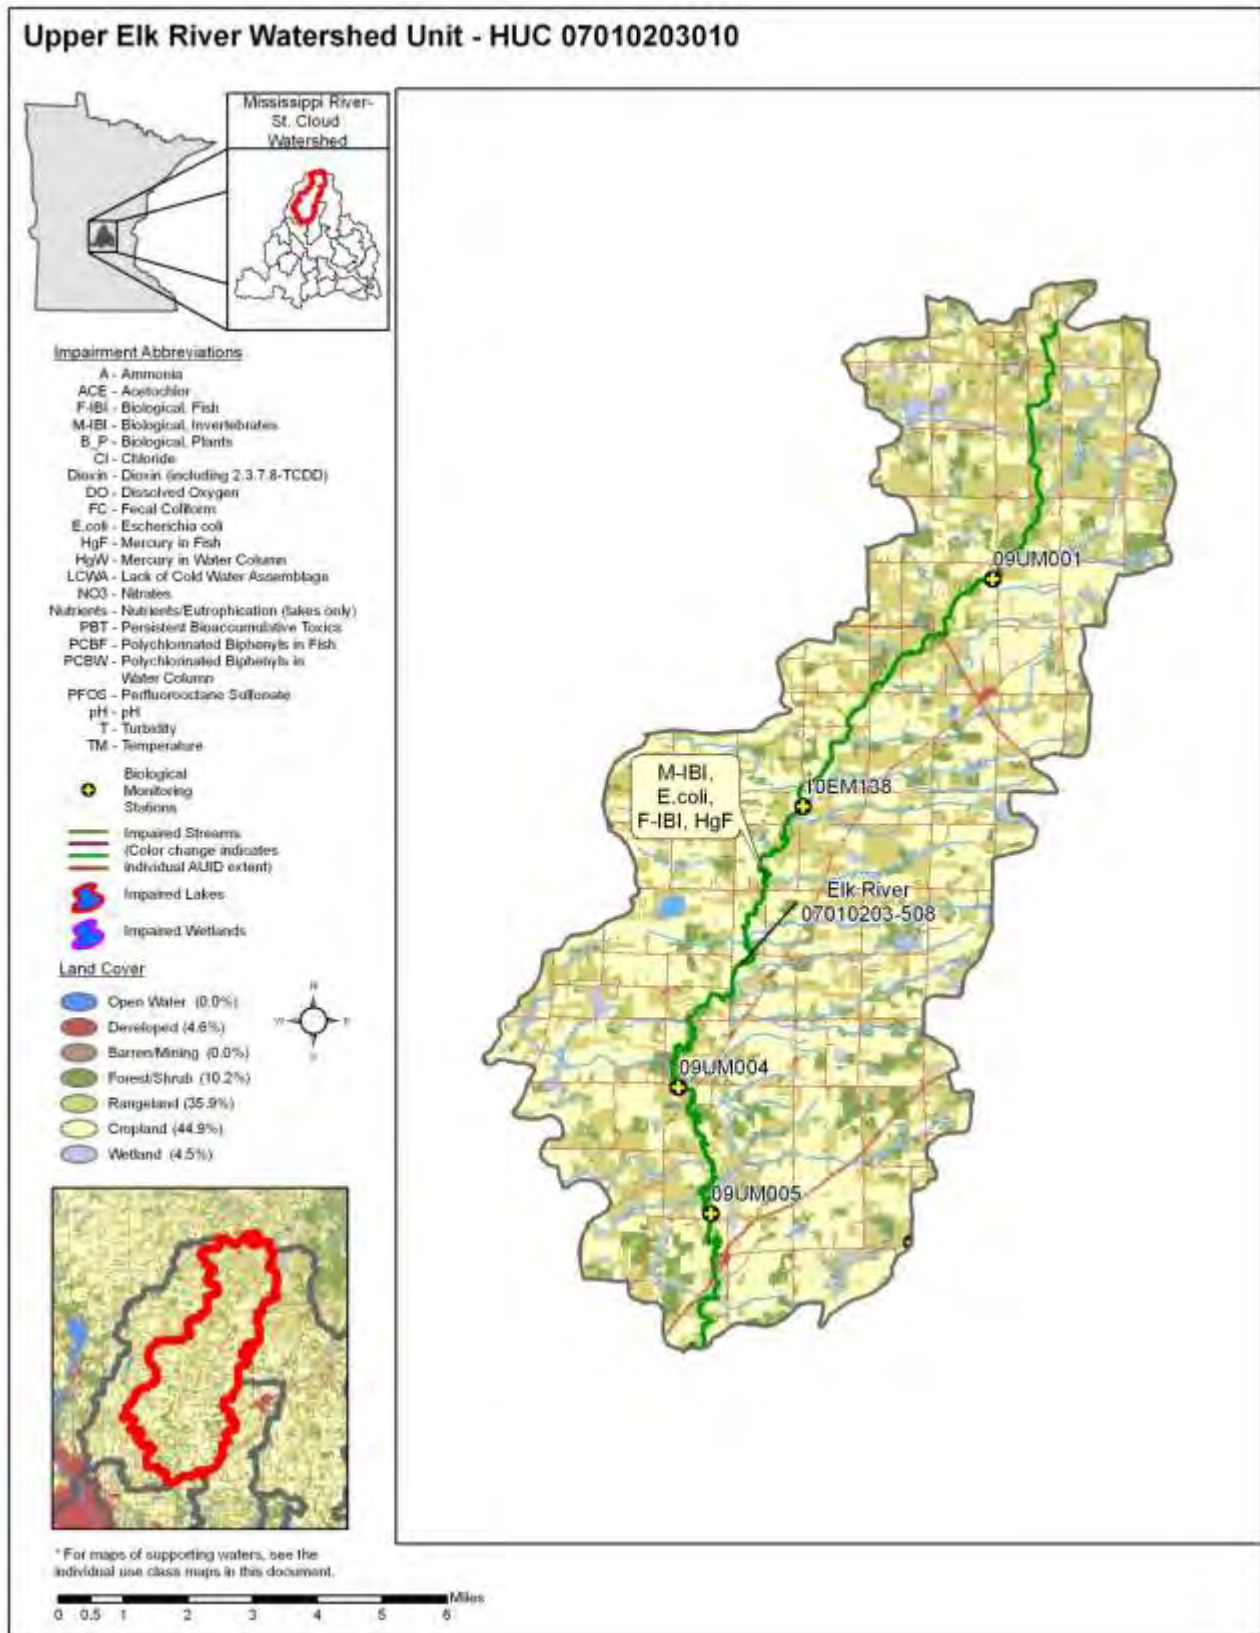 Upper Elk River Watershed Unit - HUC 07010203010
Mississippi River-
St. Cloud
Watershed
Impairment Abbreviations
A - Ammonia
ACE - Acetochlor
F-IBI - Biological, Fish
M-IBI - Biological, Invertebrates
B_P - Biological, Plants
Cl - Chloride
Dioxin - Dioxin (including 2,3,7,8-TCDD)
DO - Dissolved Oxygen
FC - Fecal Coliform
E.coli - Escherichia coli
HgF - Mercury in Fish
HgW - Mercury in Water Column
LCWA - Lack of Cold Water Assemblage
NO3 - Nitrates
Nutrients - Nutrients/Eutrophication (lakes only)
PBT - Persistent Bioaccumulative Toxics
PCBF - Polychlorinated Biphenyls in Fish
PCBW - Polychlorinated Biphenyls in
Water Column
PFOS - Perfluorooctane Sulfonate
pH - pH
T - Turbidity
TM - Temperature
Biological
Monitoring
Stations
Impaired Streams
(Color change indicates
individual AUID extent)
Impaired Lakes
Impaired Wetlands
Land Cover
Open Water (0.0%)
Developed (4.6%)
Barren/Mining (0.0%)
Forest/Shrub (10.2%)
Rangeland (35.9%)
Cropland (44.9%)
Wetland (4.5%)
N
W
E
S
09UM001
10EM138
M-IBI,
E.coli,
F-IBI, HgF
Elk River
07010203-508
09UM004
09UM005
* For maps of supporting waters, see the
individual use class maps in this document.
Miles
0 0.5 1 2 3 4 5 6